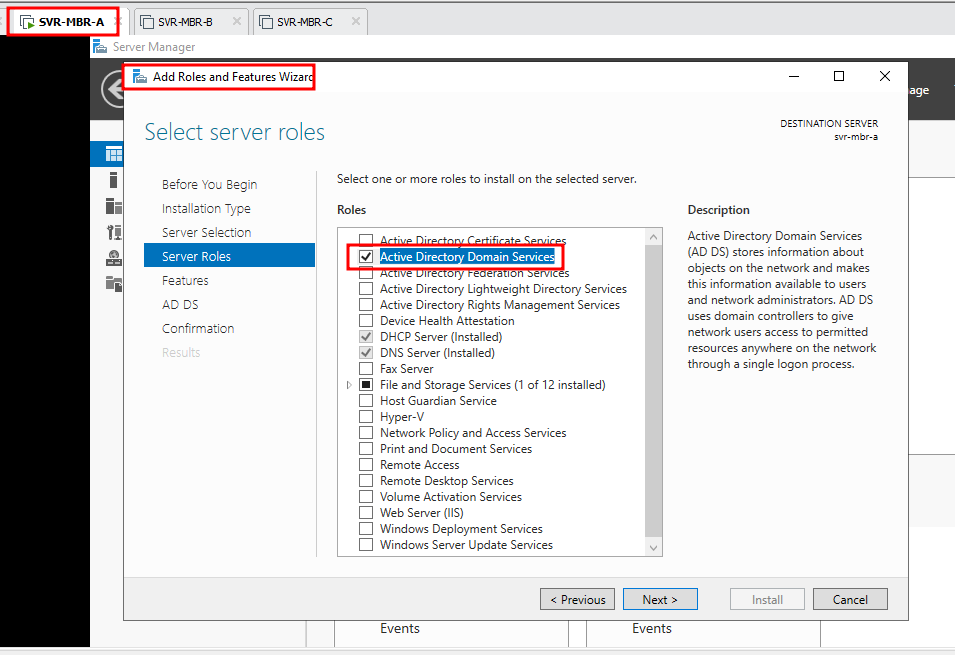 SVR-MBR-A
SVR-MBR-B
SVR-MBR-C
Server Manager
Add Roles and Features Wizard
age
Select server roles
DESTINATION SERVER
svr-mbr-a
Before You Begin
Installation Type
Server Selection
Server Roles
Features
AD DS
Confirmation
Results
Select one or more roles to install on the selected server.
Roles
Active Directory Certificate Services
Active Directory Domain Services
Active Directory Federation Services
Active Directory Lightweight Directory Services
Active Directory Rights Management Services
Device Health Attestation
DHCP Server (Installed)
DNS Server (Installed)
Fax Server
File and Storage Services (1 of 12 installed)
Host Guardian Service
Hyper-V
Network Policy and Access Services
Print and Document Services
Remote Access
Remote Desktop Services
Volume Activation Services
Web Server (IIS)
Windows Deployment Services
Windows Server Update Services
Description
Active Directory Domain Services
(AD DS) stores information about
objects on the network and makes
this information available to users
and network administrators. AD DS
uses domain controllers to give
network users access to permitted
resources anywhere on the network
through a single logon process.
< Previous
Next >
Install
Cancel
Events
Events